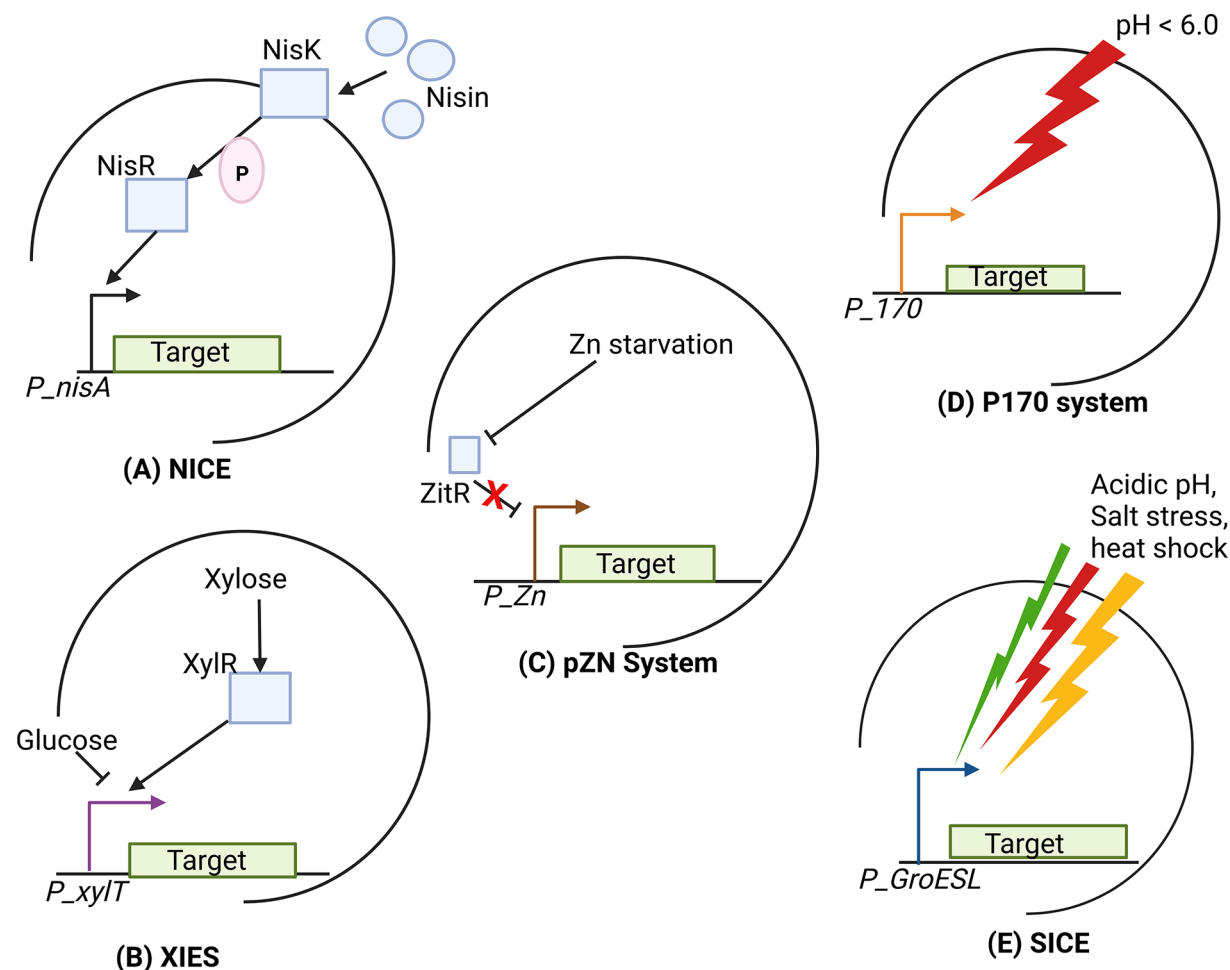 NisK
Nisin
P
NisR
Target
P_nisA
(A) NICE
Xylose
XylR
Glucose
Target
P_xylT
(B) XIES
Zn starvation
ZitR
X
Target
P_Zn
(C) pZN System
pH < 6.0
Target
P_170
(D) P170 system
Acidic pH,
Salt stress,
heat shock
Target
P_GroESL
(E) SICE